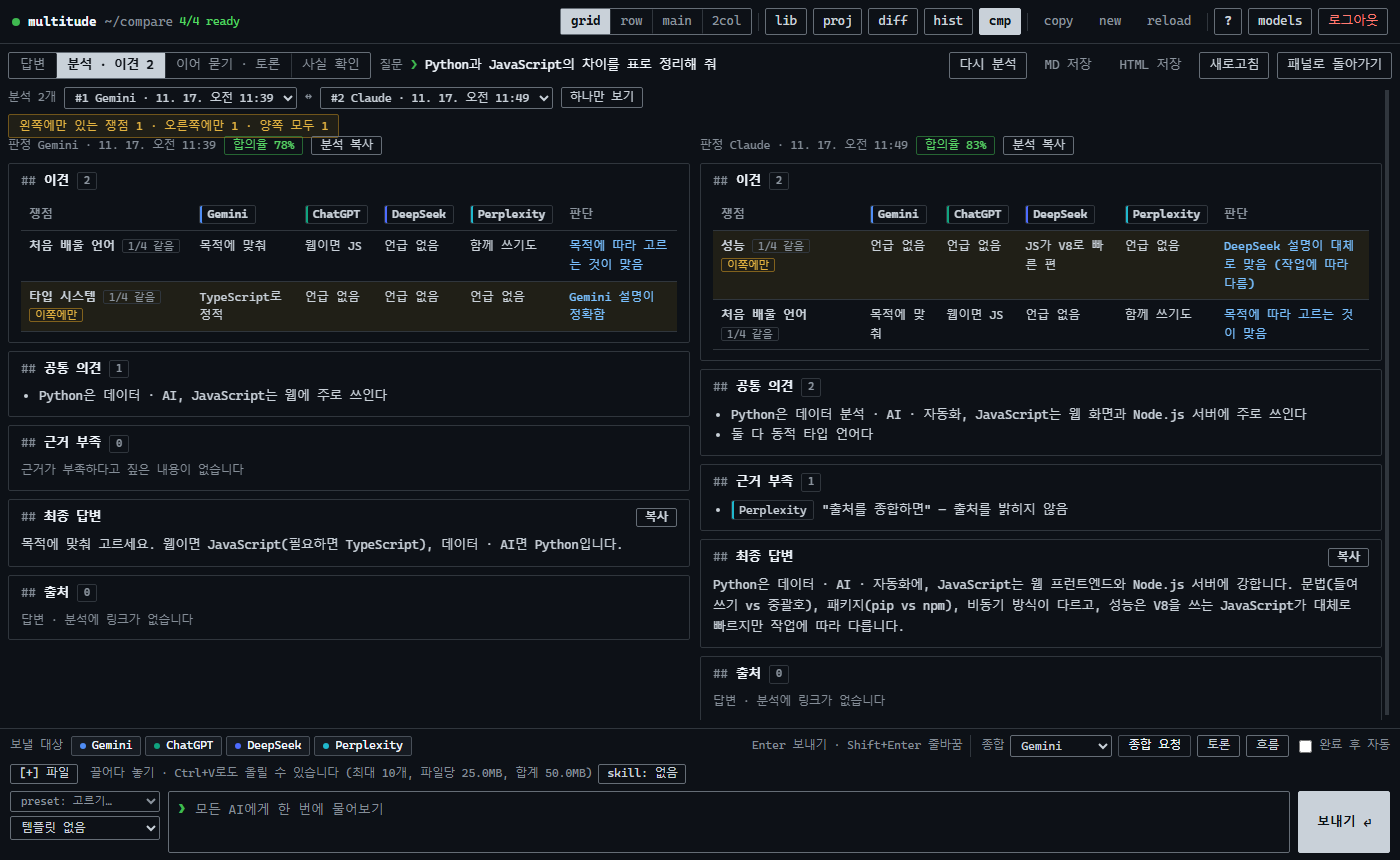 multitude ~/compare 4/4 ready
grid row main 2col lib proj diff hist cmp copy new reload ? models 로그아웃
답변 분석 · 이견 2 이어 묻기 · 토론 사실 확인 질문 ❯ Python과 JavaScript의 차이를 표로 정리해 줘 다시 분석 MD 저장 HTML 저장 새로고침 패널로 돌아가기
분석 2개 #1 Gemini · 11. 17. 오전 11:39 ↔ #2 Claude · 11. 17. 오전 11:49 하나만 보기
왼쪽에만 있는 쟁점 1 · 오른쪽에만 1 · 양쪽 모두 1
판정 Gemini · 11. 17. 오전 11:39 합의율 78% 분석 복사
## 이견 2
쟁점 Gemini ChatGPT DeepSeek Perplexity 판단
처음 배울 언어 1/4 같음 목적에 맞춰 웹이면 JS 언급 없음 함께 쓰기도 목적에 따라 고르
는 것이 맞음
타입 시스템 1/4 같음 TypeScript로 언급 없음 언급 없음 언급 없음 Gemini 설명이
이쪽에만 정적 정확함
## 공통 의견 1
• Python은 데이터 · AI, JavaScript는 웹에 주로 쓰인다
## 근거 부족 0
근거가 부족하다고 짚은 내용이 없습니다
## 최종 답변 복사
목적에 맞춰 고르세요. 웹이면 JavaScript(필요하면 TypeScript), 데이터 · AI면 Python입니다.
## 출처 0
답변 · 분석에 링크가 없습니다
판정 Claude · 11. 17. 오전 11:49 합의율 83% 분석 복사
## 이견 2
쟁점 Gemini ChatGPT DeepSeek Perplexity 판단
성능 1/4 같음 언급 없음 언급 없음 JS가 V8로 빠 언급 없음 DeepSeek 설명이 대체
이쪽에만 른 편 로 맞음 (작업에 따라
다름)
처음 배울 언어 목적에 맞 웹이면 JS 언급 없음 함께 쓰기도 목적에 따라 고르는 것
1/4 같음 춰 이 맞음
## 공통 의견 2
• Python은 데이터 분석 · AI · 자동화, JavaScript는 웹 화면과 Node.js 서버에 주로 쓰인다
• 둘 다 동적 타입 언어다
## 근거 부족 1
• Perplexity "출처를 종합하면" — 출처를 밝히지 않음
## 최종 답변 복사
Python은 데이터 · AI · 자동화에, JavaScript는 웹 프런트엔드와 Node.js 서버에 강합니다. 문법(들여
쓰기 vs 중괄호), 패키지(pip vs npm), 비동기 방식이 다르고, 성능은 V8을 쓰는 JavaScript가 대체로
빠르지만 작업에 따라 다릅니다.
## 출처 0
답변 · 분석에 링크가 없습니다
보낼 대상 Gemini ChatGPT DeepSeek Perplexity Enter 보내기 · Shift+Enter 줄바꿈 종합 Gemini 종합 요청 토론 흐름 완료 후 자동
[+] 파일 끌어다 놓기 · Ctrl+V로도 올릴 수 있습니다 (최대 10개, 파일당 25.0MB, 합계 50.0MB) skill: 없음
preset: 고르기…
템플릿 없음
❯ 모든 AI에게 한 번에 물어보기
보내기 ⏎